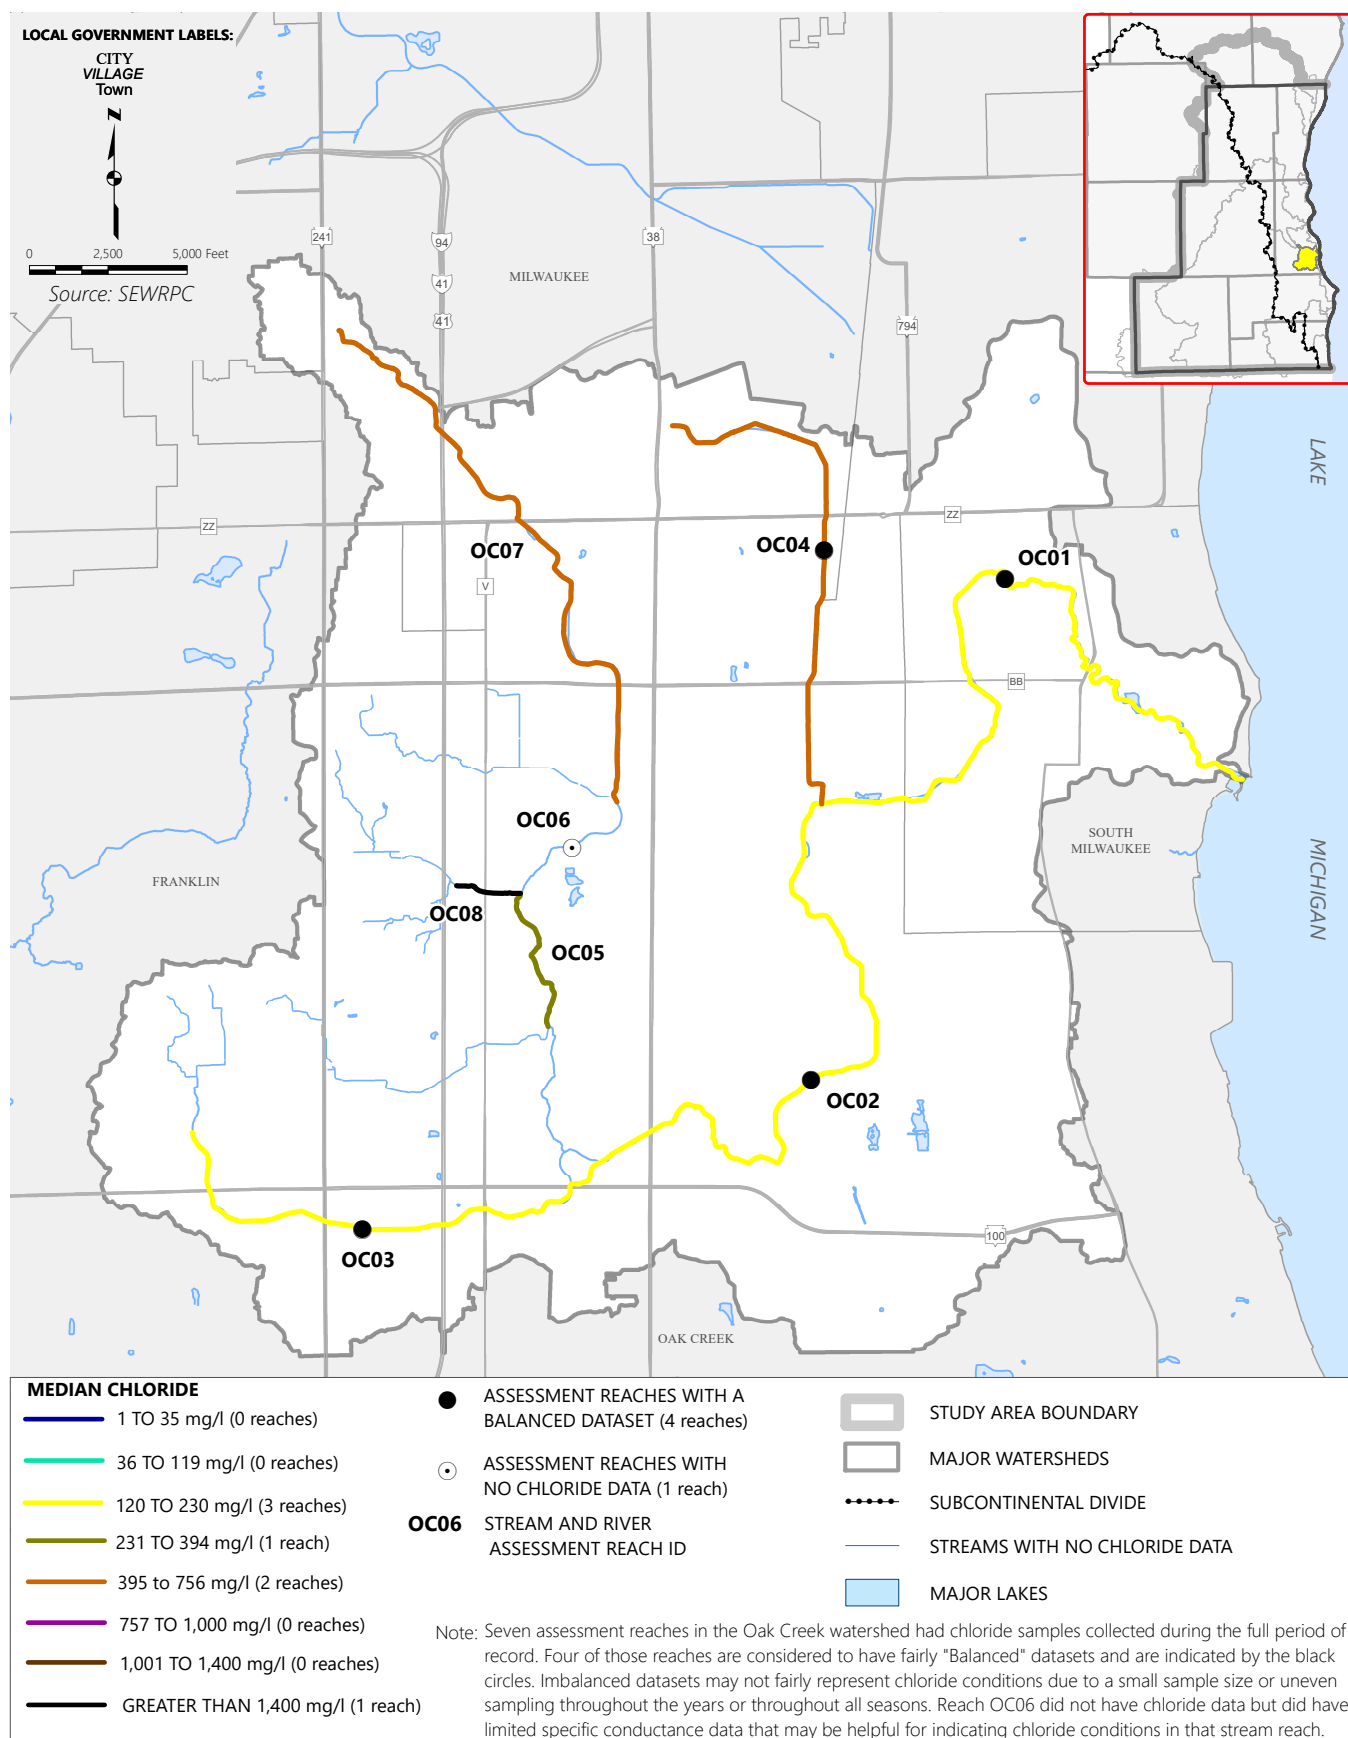 LOCAL GOVERNMENT LABELS:
CITY
VILLAGE
Town
Z
0 2,500 5,000 Feet
Source: SEWRPC
241
94
41
41
38
794
MILWAUKEE
LAKE
ZZ
ZZ
OC07
OC04
OC01
V
BB
OC06
SOUTH
MILWAUKEE
MICHIGAN
FRANKLIN
OC08
OC05
OC02
OC03
100
OAK CREEK
MEDIAN CHLORIDE
1 TO 35 mg/l (0 reaches)
36 TO 119 mg/l (0 reaches)
120 TO 230 mg/l (3 reaches)
231 TO 394 mg/l (1 reach)
395 to 756 mg/l (2 reaches)
757 TO 1,000 mg/l (0 reaches)
1,001 TO 1,400 mg/l (0 reaches)
GREATER THAN 1,400 mg/l (1 reach)
ASSESSMENT REACHES WITH A
BALANCED DATASET (4 reaches)
ASSESSMENT REACHES WITH
NO CHLORIDE DATA (1 reach)
OC06 STREAM AND RIVER
ASSESSMENT REACH ID
STUDY AREA BOUNDARY
MAJOR WATERSHEDS
SUBCONTINENTAL DIVIDE
STREAMS WITH NO CHLORIDE DATA
MAJOR LAKES
Note: Seven assessment reaches in the Oak Creek watershed had chloride samples collected during the full period of
record. Four of those reaches are considered to have fairly "Balanced" datasets and are indicated by the black
circles. Imbalanced datasets may not fairly represent chloride conditions due to a small sample size or uneven
sampling throughout the years or throughout all seasons. Reach OC06 did not have chloride data but did have
limited specific conductance data that may be helpful for indicating chloride conditions in that stream reach.